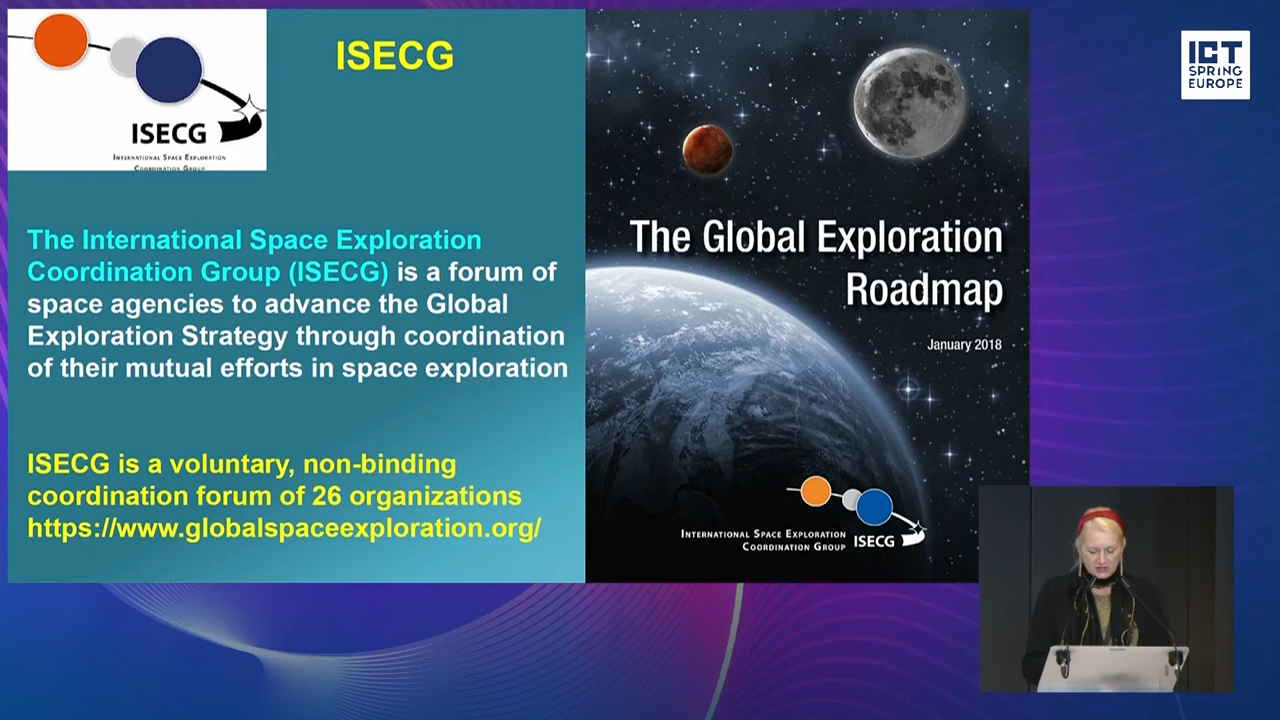 ISECG
INTERNATIONAL SPACE EXPLORATION
COORDINATION GROUP
ISECG
The International Space Exploration
Coordination Group (ISECG) is a forum of
space agencies to advance the Global
Exploration Strategy through coordination
of their mutual efforts in space exploration
ISECG is a voluntary, non-binding
coordination forum of 26 organizations
https://www.globalspaceexploration.org/
The Global Exploration
Roadmap
January 2018
INTERNATIONAL SPACE EXPLORATION
COORDINATION GROUP
ISECG
ICT
SPRING
EUROPE